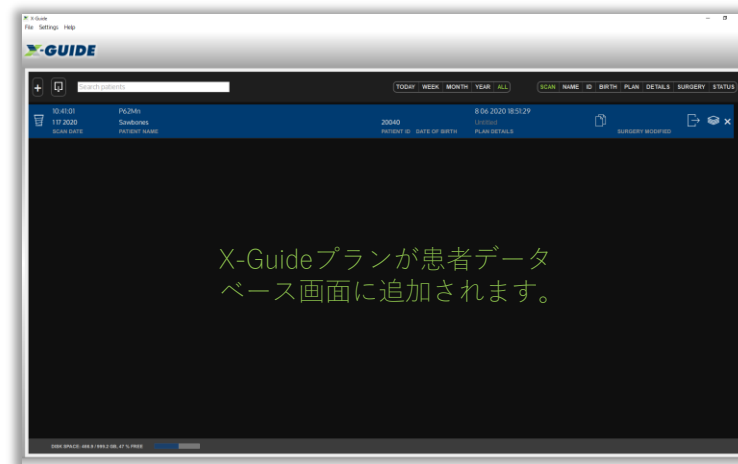 X-Guide
File Settings Help
X-GUIDE
Search patients
TODAY WEEK MONTH YEAR ALL
SCAN NAME ID BIRTH PLAN DETAILS SURGERY STATUS
10:41:01 P62Mn 8 06 2020 18:51:29
1 17 2020 Sawbones 20040 Untitled
SCAN DATE PATIENT NAME PATIENT ID DATE OF BIRTH PLAN DETAILS SURGERY MODIFIED
X-Guideプランが患者データ
ベース画面に追加されます。